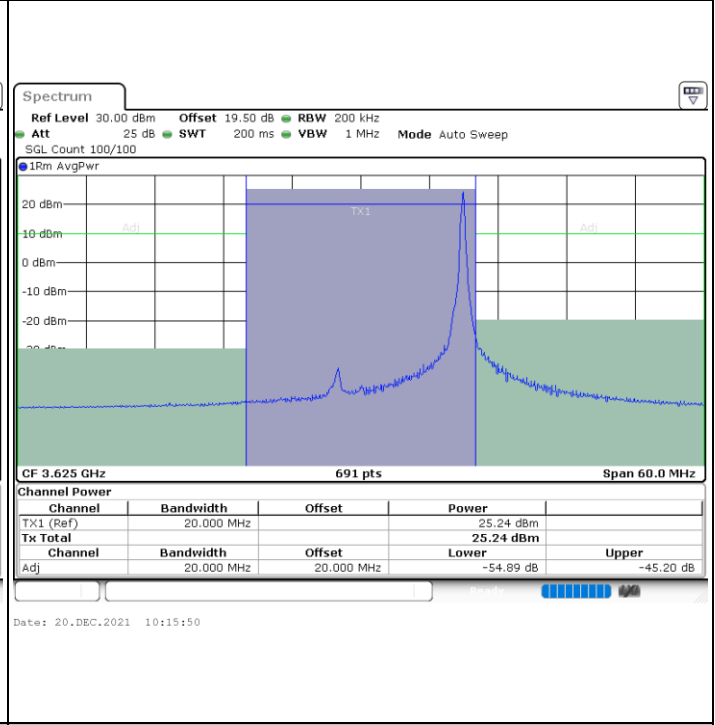 Spectrum
Ref Level 30.00 dBm Offset 19.50 dB RBW 200 kHz
Att 25 dB SWT 200 ms VBW 1 MHz Mode Auto Sweep
SGL Count 100/100
1Rm AvgPwr
20 dBm
TX1
Adj
Adj
10 dBm
0 dBm
-10 dBm
-20 dBm
CF 3.625 GHz 691 pts Span 60.0 MHz
Channel Power
Channel Bandwidth Offset Power
TX1 (Ref) 20.000 MHz 25.24 dBm
Tx Total 25.24 dBm
Channel Bandwidth Offset Lower Upper
Adj 20.000 MHz 20.000 MHz -54.89 dB -45.20 dB
Ready
Date: 20.DEC.2021 10:15:50